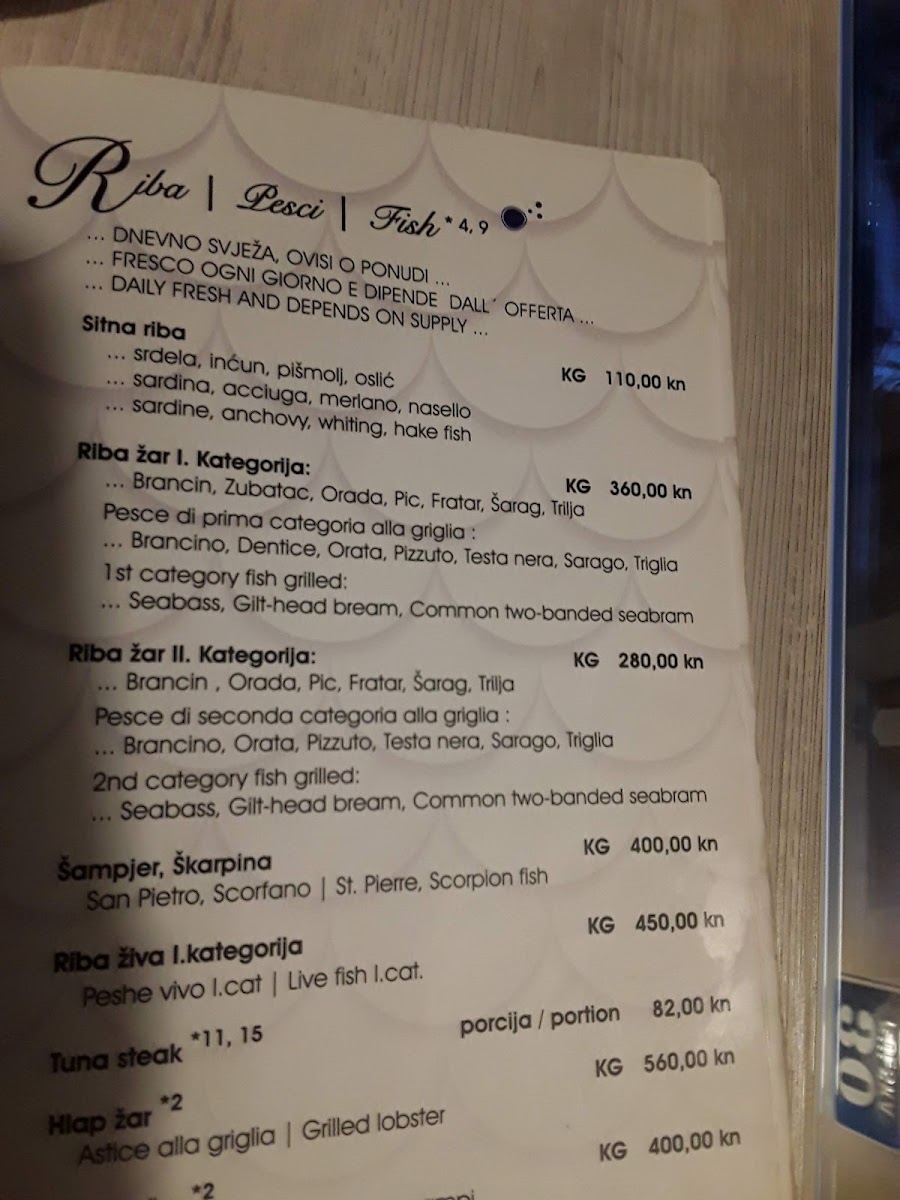 Riba | Pesci | Fish * 4, 9
... DNEVNO SVJEŽA, OVISI O PONUDI ...
... FRESCO OGNI GIORNO E DIPENDE DALL´ OFFERTA ...
... DAILY FRESH AND DEPENDS ON SUPPLY ...
Sitna riba KG 110,00 kn
... srdela, inćun, pišmolj, oslić
... sardina, acciuga, merlano, nasello
... sardine, anchovy, whiting, hake fish
Riba žar I. Kategorija: KG 360,00 kn
... Brancin, Zubatac, Orada, Pic, Fratar, Šarag, Trilja
Pesce di prima categoria alla griglia :
... Brancino, Dentice, Orata, Pizzuto, Testa nera, Sarago, Triglia
1st category fish grilled:
... Seabass, Gilt-head bream, Common two-banded seabram
Riba žar II. Kategorija: KG 280,00 kn
... Brancin , Orada, Pic, Fratar, Šarag, Trilja
Pesce di seconda categoria alla griglia :
... Brancino, Orata, Pizzuto, Testa nera, Sarago, Triglia
2nd category fish grilled:
... Seabass, Gilt-head bream, Common two-banded seabram
Šampjer, Škarpina KG 400,00 kn
San Pietro, Scorfano | St. Pierre, Scorpion fish
Riba živa I.kategorija KG 450,00 kn
Peshe vivo I.cat | Live fish I.cat.
Tuna steak *11, 15 porcija / portion 82,00 kn
Hlap žar *2 KG 560,00 kn
Astice alla griglia | Grilled lobster
KG 400,00 kn
*2